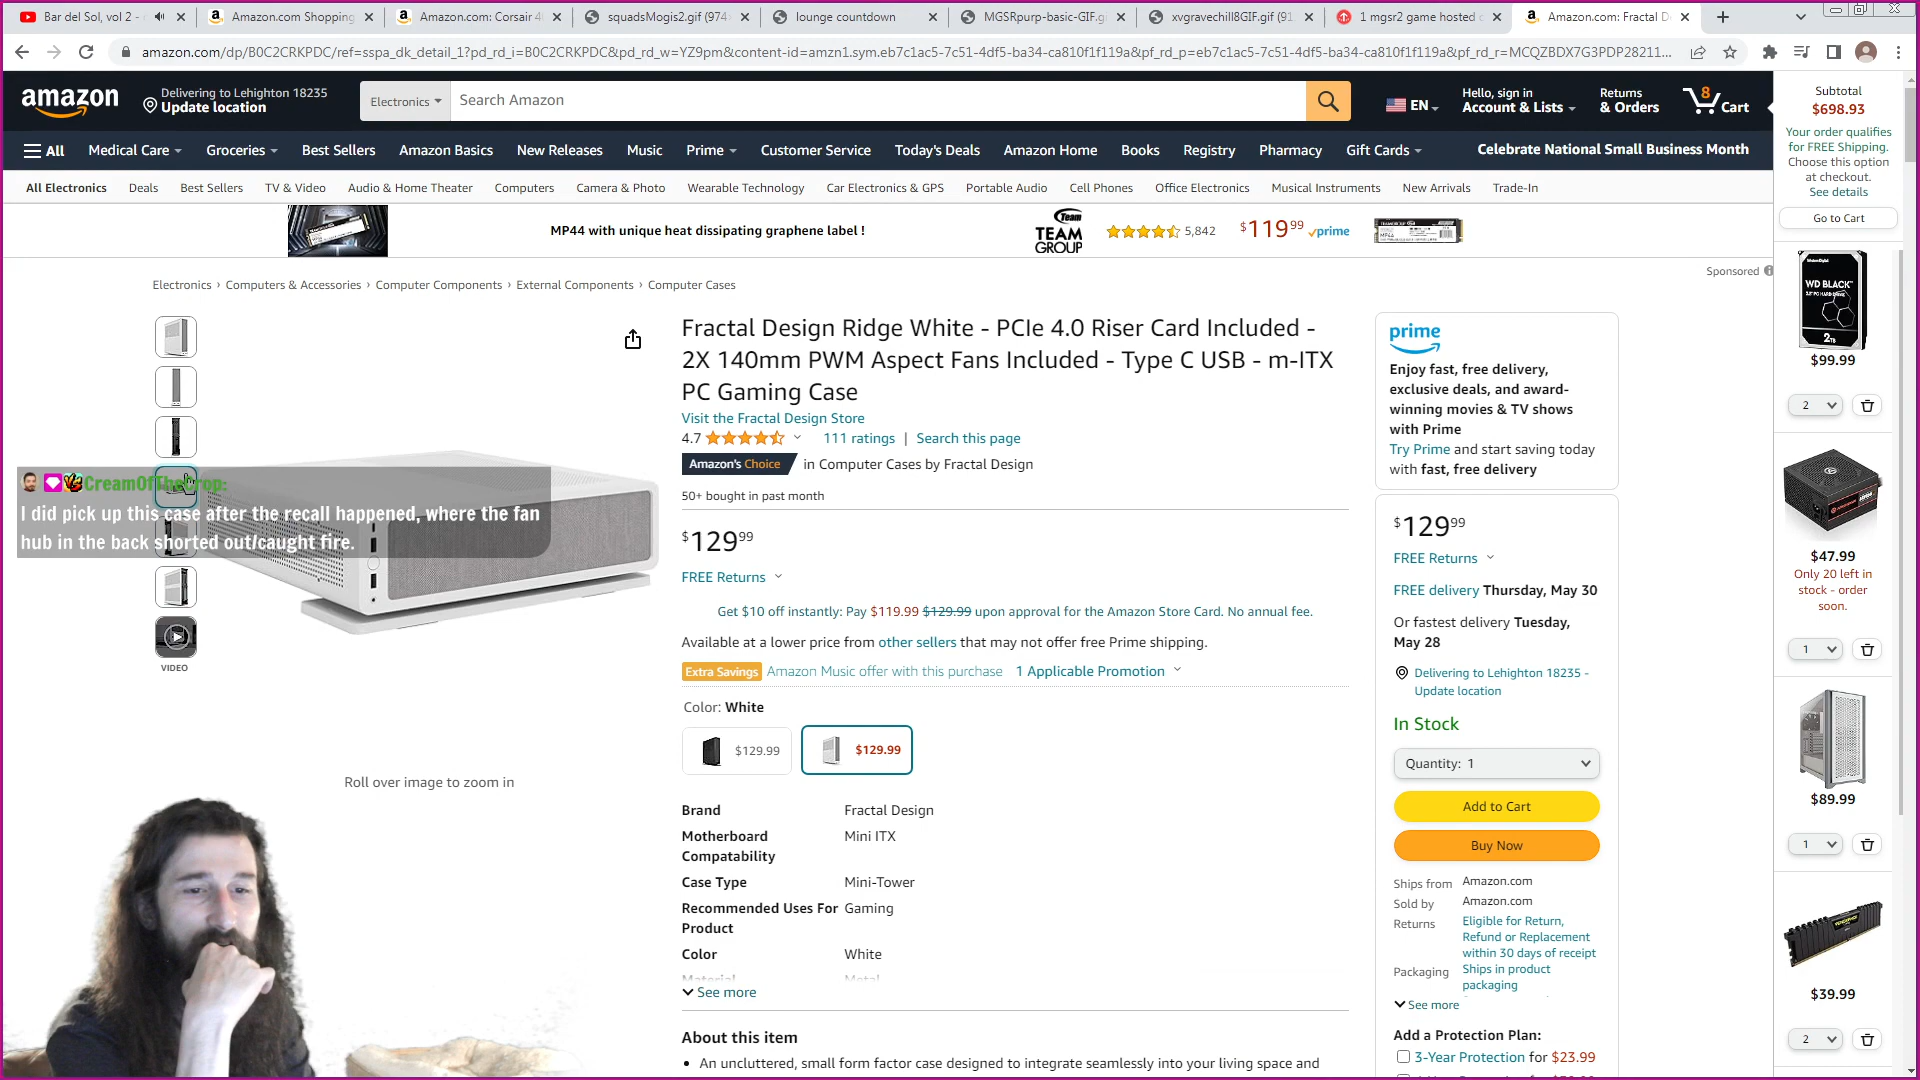 Bar del Sol, vol 2 -
Amazon.com Shopping
Amazon.com: Corsair 4
squadsMogis2.gif (974×
lounge countdown
MGSRpurp-basic-GIF.g
xvgravechill8GIF.gif (91
1 mgsr2 game hosted c
Amazon.com: Fractal D
amazon.com/dp/B0C2CRKPDC/ref=sspa_dk_detail_1?pd_rd_i=B0C2CRKPDC&pd_rd_w=YZ9pm&content-id=amzn1.sym.eb7c1ac5-7c51-4df5-ba34-ca810f1f119a&pf_rd_p=eb7c1ac5-7c51-4df5-ba34-ca810f1f119a&pf_rd_r=MCQZBDX7G3PDP28211...
amazon
Delivering to Lehighton 18235
Update location
Electronics
Search Amazon
EN
Hello, sign in
Account & Lists
Returns
& Orders
8
Cart
All
Medical Care
Groceries
Best Sellers
Amazon Basics
New Releases
Music
Prime
Customer Service
Today's Deals
Amazon Home
Books
Registry
Pharmacy
Gift Cards
Celebrate National Small Business Month
All Electronics
Deals
Best Sellers
TV & Video
Audio & Home Theater
Computers
Camera & Photo
Wearable Technology
Car Electronics & GPS
Portable Audio
Cell Phones
Office Electronics
Musical Instruments
New Arrivals
Trade-In
MP44 with unique heat dissipating graphene label !
Team
TEAM
GROUP
5,842
$119 99
prime
Sponsored
Electronics › Computers & Accessories › Computer Components › External Components › Computer Cases
VIDEO
CreamOfTheCrop:
I did pick up this case after the recall happened, where the fan
hub in the back shorted out/caught fire.
Roll over image to zoom in
Fractal Design Ridge White - PCIe 4.0 Riser Card Included -
2X 140mm PWM Aspect Fans Included - Type C USB - m-ITX
PC Gaming Case
Visit the Fractal Design Store
4.7
111 ratings | Search this page
Amazon's Choice in Computer Cases by Fractal Design
50+ bought in past month
$129 99
FREE Returns
Get $10 off instantly: Pay $119.99 $129.99 upon approval for the Amazon Store Card. No annual fee.
Available at a lower price from other sellers that may not offer free Prime shipping.
Extra Savings Amazon Music offer with this purchase 1 Applicable Promotion
Color: White
$129.99
$129.99
Brand Fractal Design
Motherboard Mini ITX
Compatability
Case Type Mini-Tower
Recommended Uses For Gaming
Product
Color White
Material Metal
See more
About this item
• An uncluttered, small form factor case designed to integrate seamlessly into your living space and
prime
Enjoy fast, free delivery,
exclusive deals, and award-
winning movies & TV shows
with Prime
Try Prime and start saving today
with fast, free delivery
$129 99
FREE Returns
FREE delivery Thursday, May 30
Or fastest delivery Tuesday,
May 28
Delivering to Lehighton 18235 -
Update location
In Stock
Quantity: 1
Add to Cart
Buy Now
Ships from Amazon.com
Sold by Amazon.com
Returns Eligible for Return,
Refund or Replacement
within 30 days of receipt
Packaging Ships in product
packaging
See more
Add a Protection Plan:
3-Year Protection for $23.99
Subtotal
$698.93
Your order qualifies
for FREE Shipping.
Choose this option
at checkout.
See details
Go to Cart
WD BLACK
2TB
$99.99
2
$47.99
Only 20 left in
stock - order
soon.
1
$89.99
1
$39.99
2